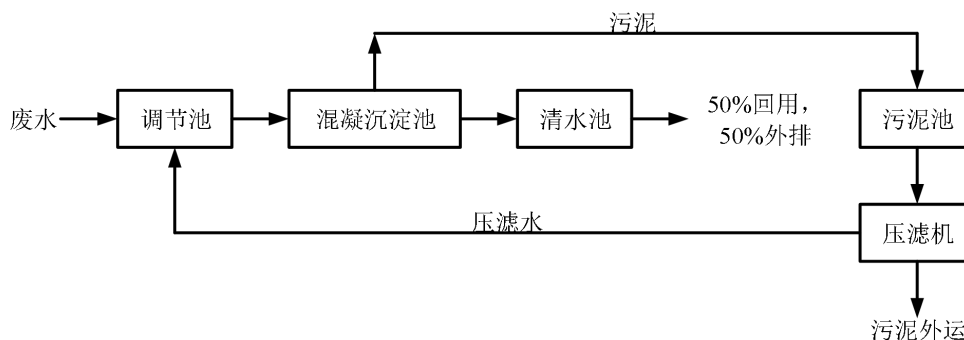 污泥
废水
调节池
混凝沉淀池
清水池
50%回用，
50%外排
污泥池
压滤水
压滤机
污泥外运